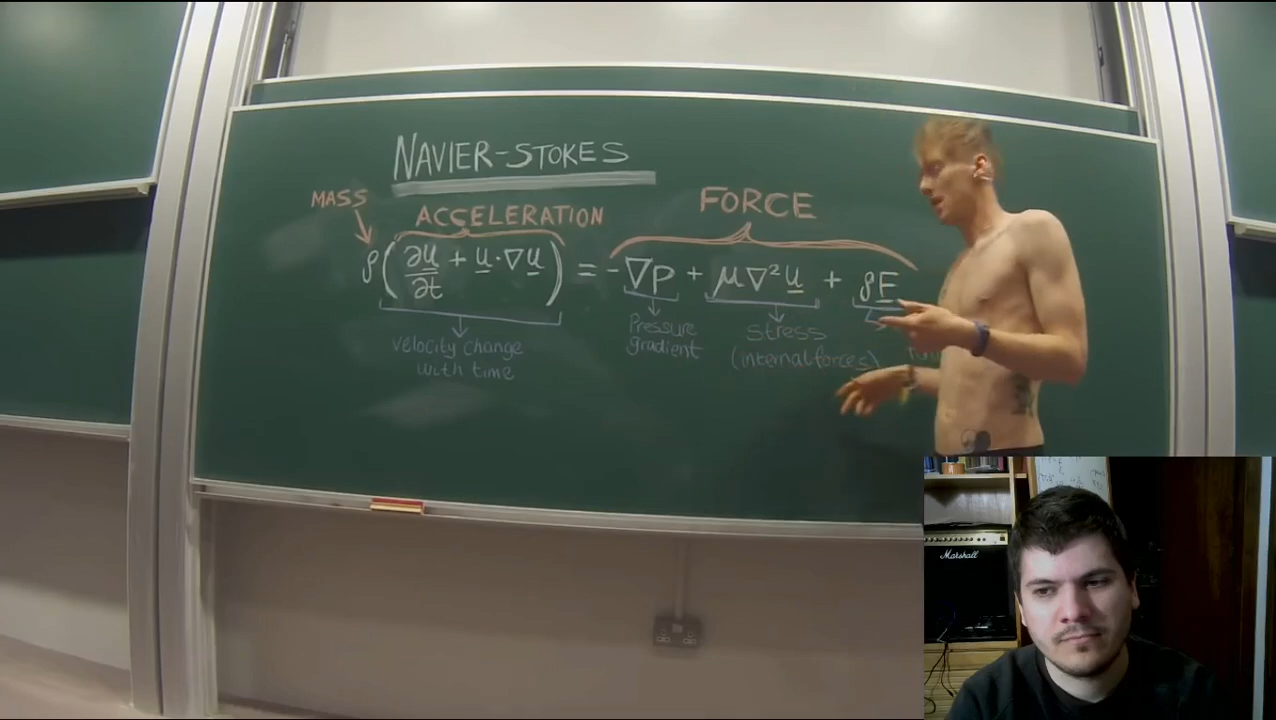 NAVIER-STOKES
MASS
ACCELERATION
FORCE
ρ(∂u/∂t + u·∇u) = -∇p + μ∇²u + ρF
velocity change
with time
Pressure
gradient
Stress
(internal forces)
Marshall